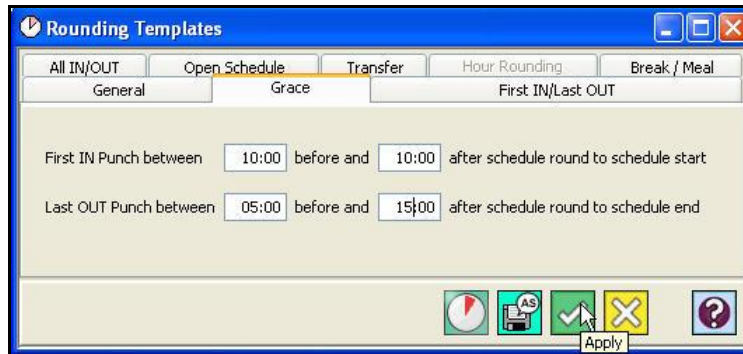 Rounding Templates
All IN/OUT Open Schedule Transfer Hour Rounding Break / Meal
General Grace First IN/Last OUT
First IN Punch between 10:00 before and 10:00 after schedule round to schedule start
Last OUT Punch between 05:00 before and 15:00 after schedule round to schedule end
AS
?
Apply